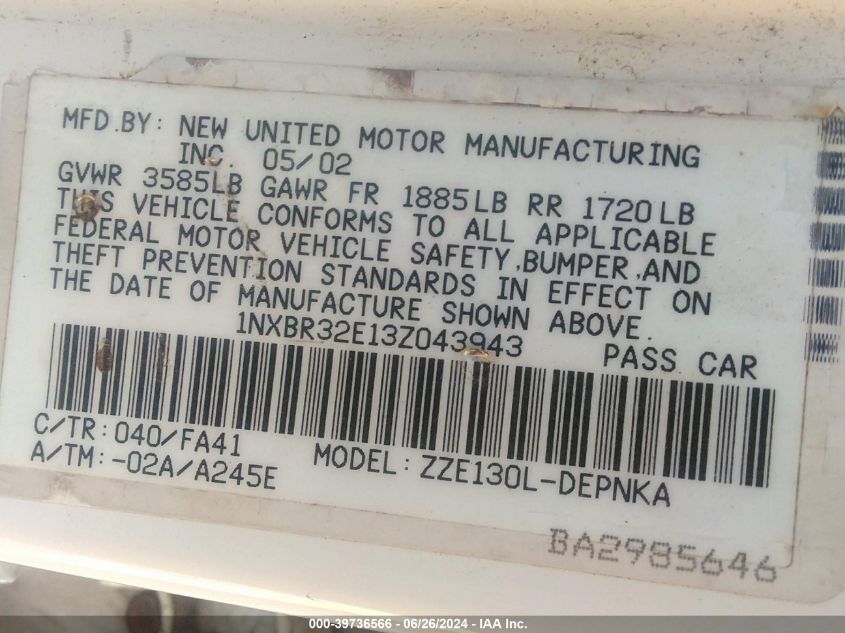 MFD.BY: NEW UNITED MOTOR MANUFACTURING
INC. 05/02
GVWR 3585LB GAWR FR 1885LB RR 1720LB
THIS VEHICLE CONFORMS TO ALL APPLICABLE
FEDERAL MOTOR VEHICLE SAFETY,BUMPER,AND
THEFT PREVENTION STANDARDS IN EFFECT ON
THE DATE OF MANUFACTURE SHOWN ABOVE.
1NXBR32E13Z043943 PASS CAR
C/TR: 040/FA41
A/TM:-02A/A245E
MODEL: ZZE130L-DEPNKA
BA2985646
000-39736566 - 06/26/2024 - IAA Inc.